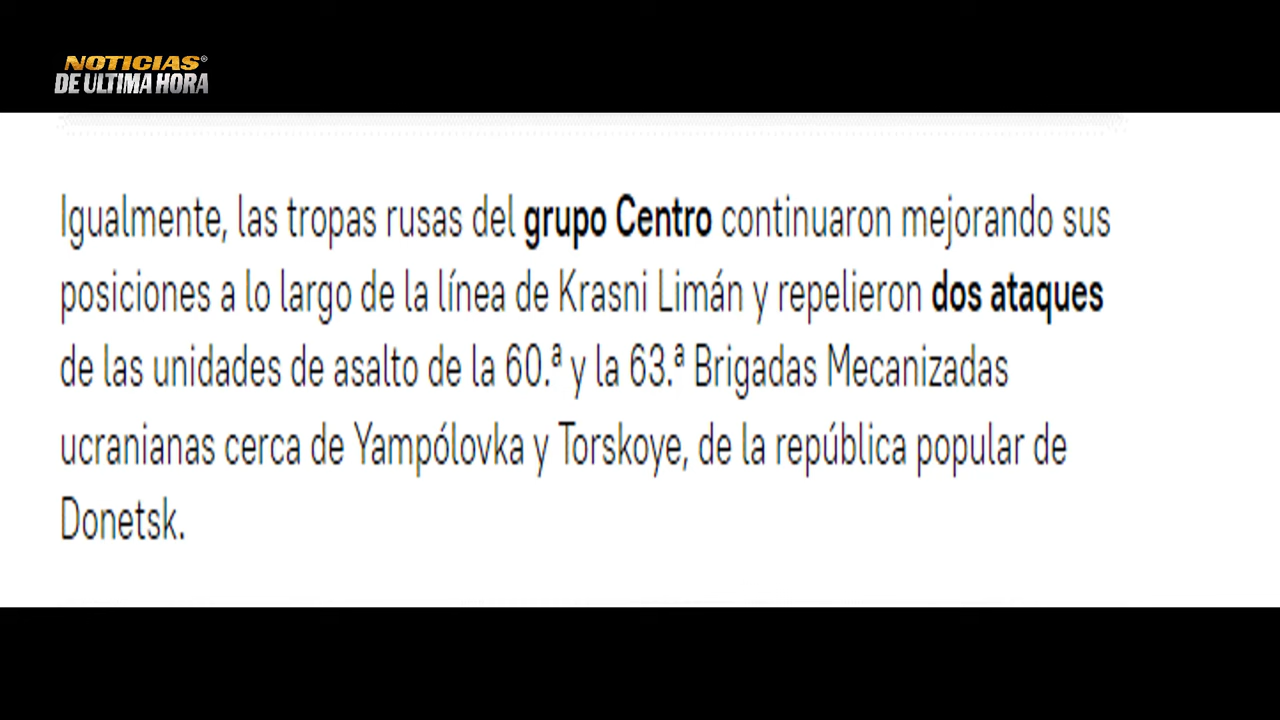 NOTICIAS®
DE ULTIMA HORA
Igualmente, las tropas rusas del grupo Centro continuaron mejorando sus
posiciones a lo largo de la línea de Krasni Limán y repelieron dos ataques
de las unidades de asalto de la 60.ª y la 63.ª Brigadas Mecanizadas
ucranianas cerca de Yampólovka y Torskoye, de la república popular de
Donetsk.